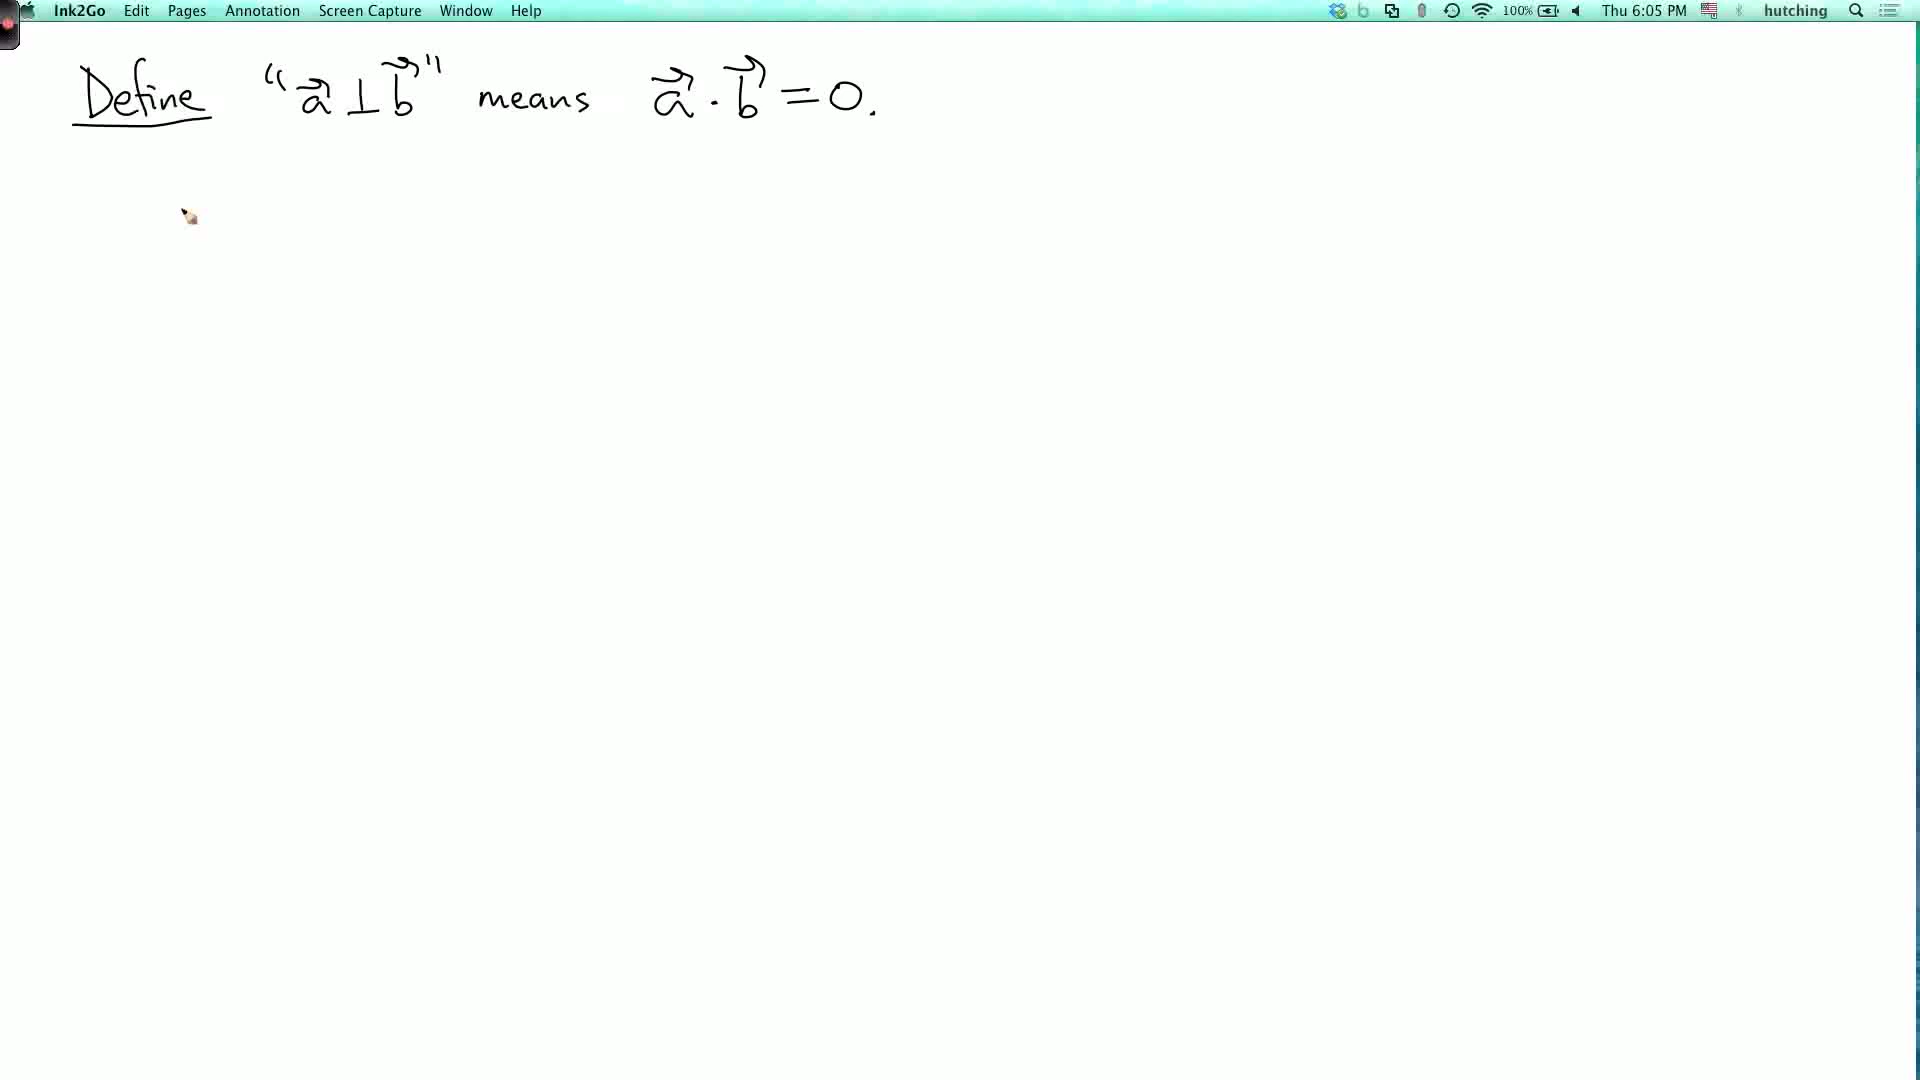 Ink2Go Edit Pages Annotation Screen Capture Window Help 100% Thu 6:05 PM hutching
Define "a⃗ ⊥ b⃗" means a⃗ · b⃗ = 0.